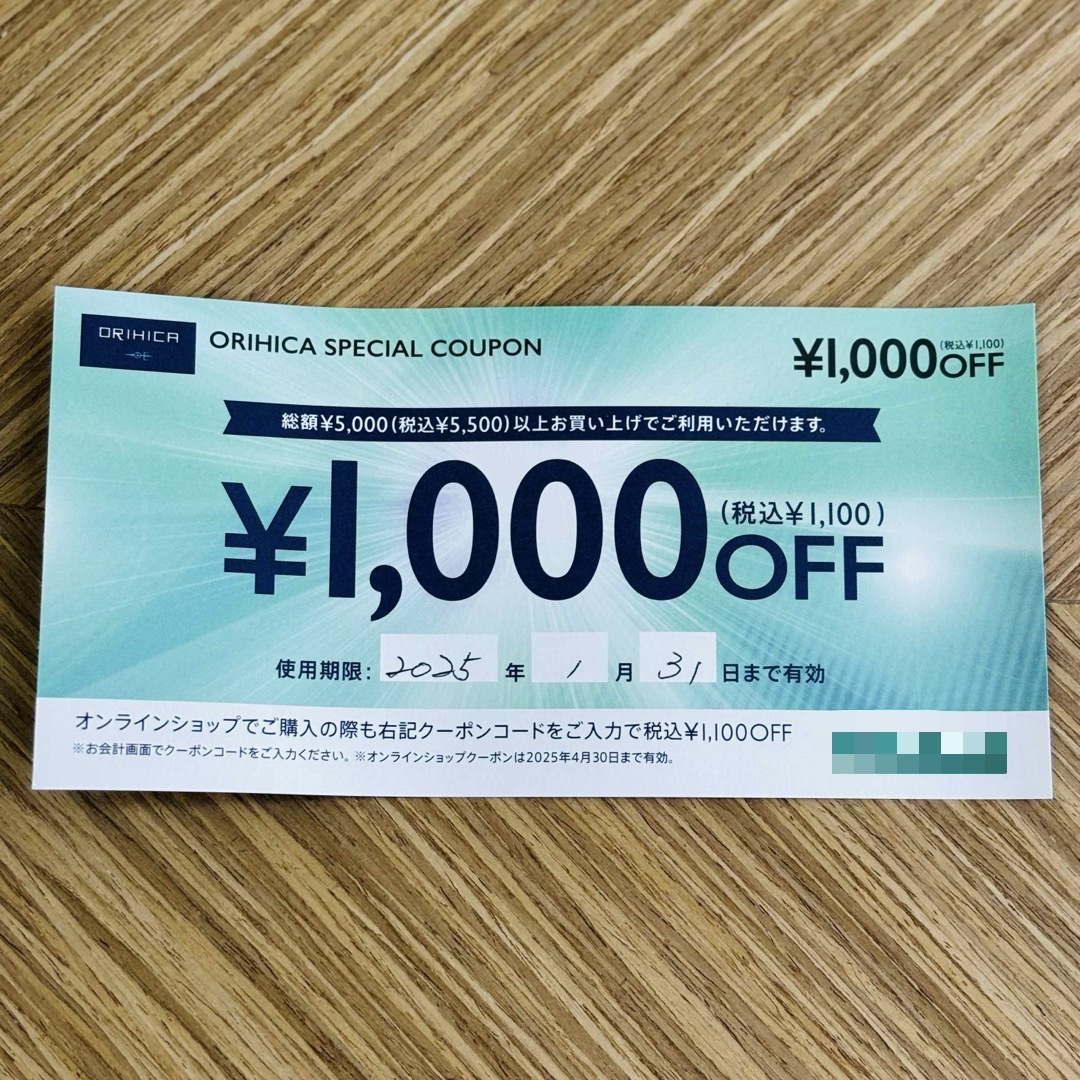 ORIHICA
ORIHICA SPECIAL COUPON
¥1,000OFF (税込¥1,100)
総額¥5,000(税込¥5,500)以上お買い上げでご利用いただけます。
¥1,000OFF (税込¥1,100)
使用期限:2025年1月31日まで有効
オンラインショップでご購入の際も右記クーポンコードをご入力で税込¥1,100OFF
※お会計画面でクーポンコードをご入力ください。※オンラインショップクーポンは2025年4月30日まで有効。